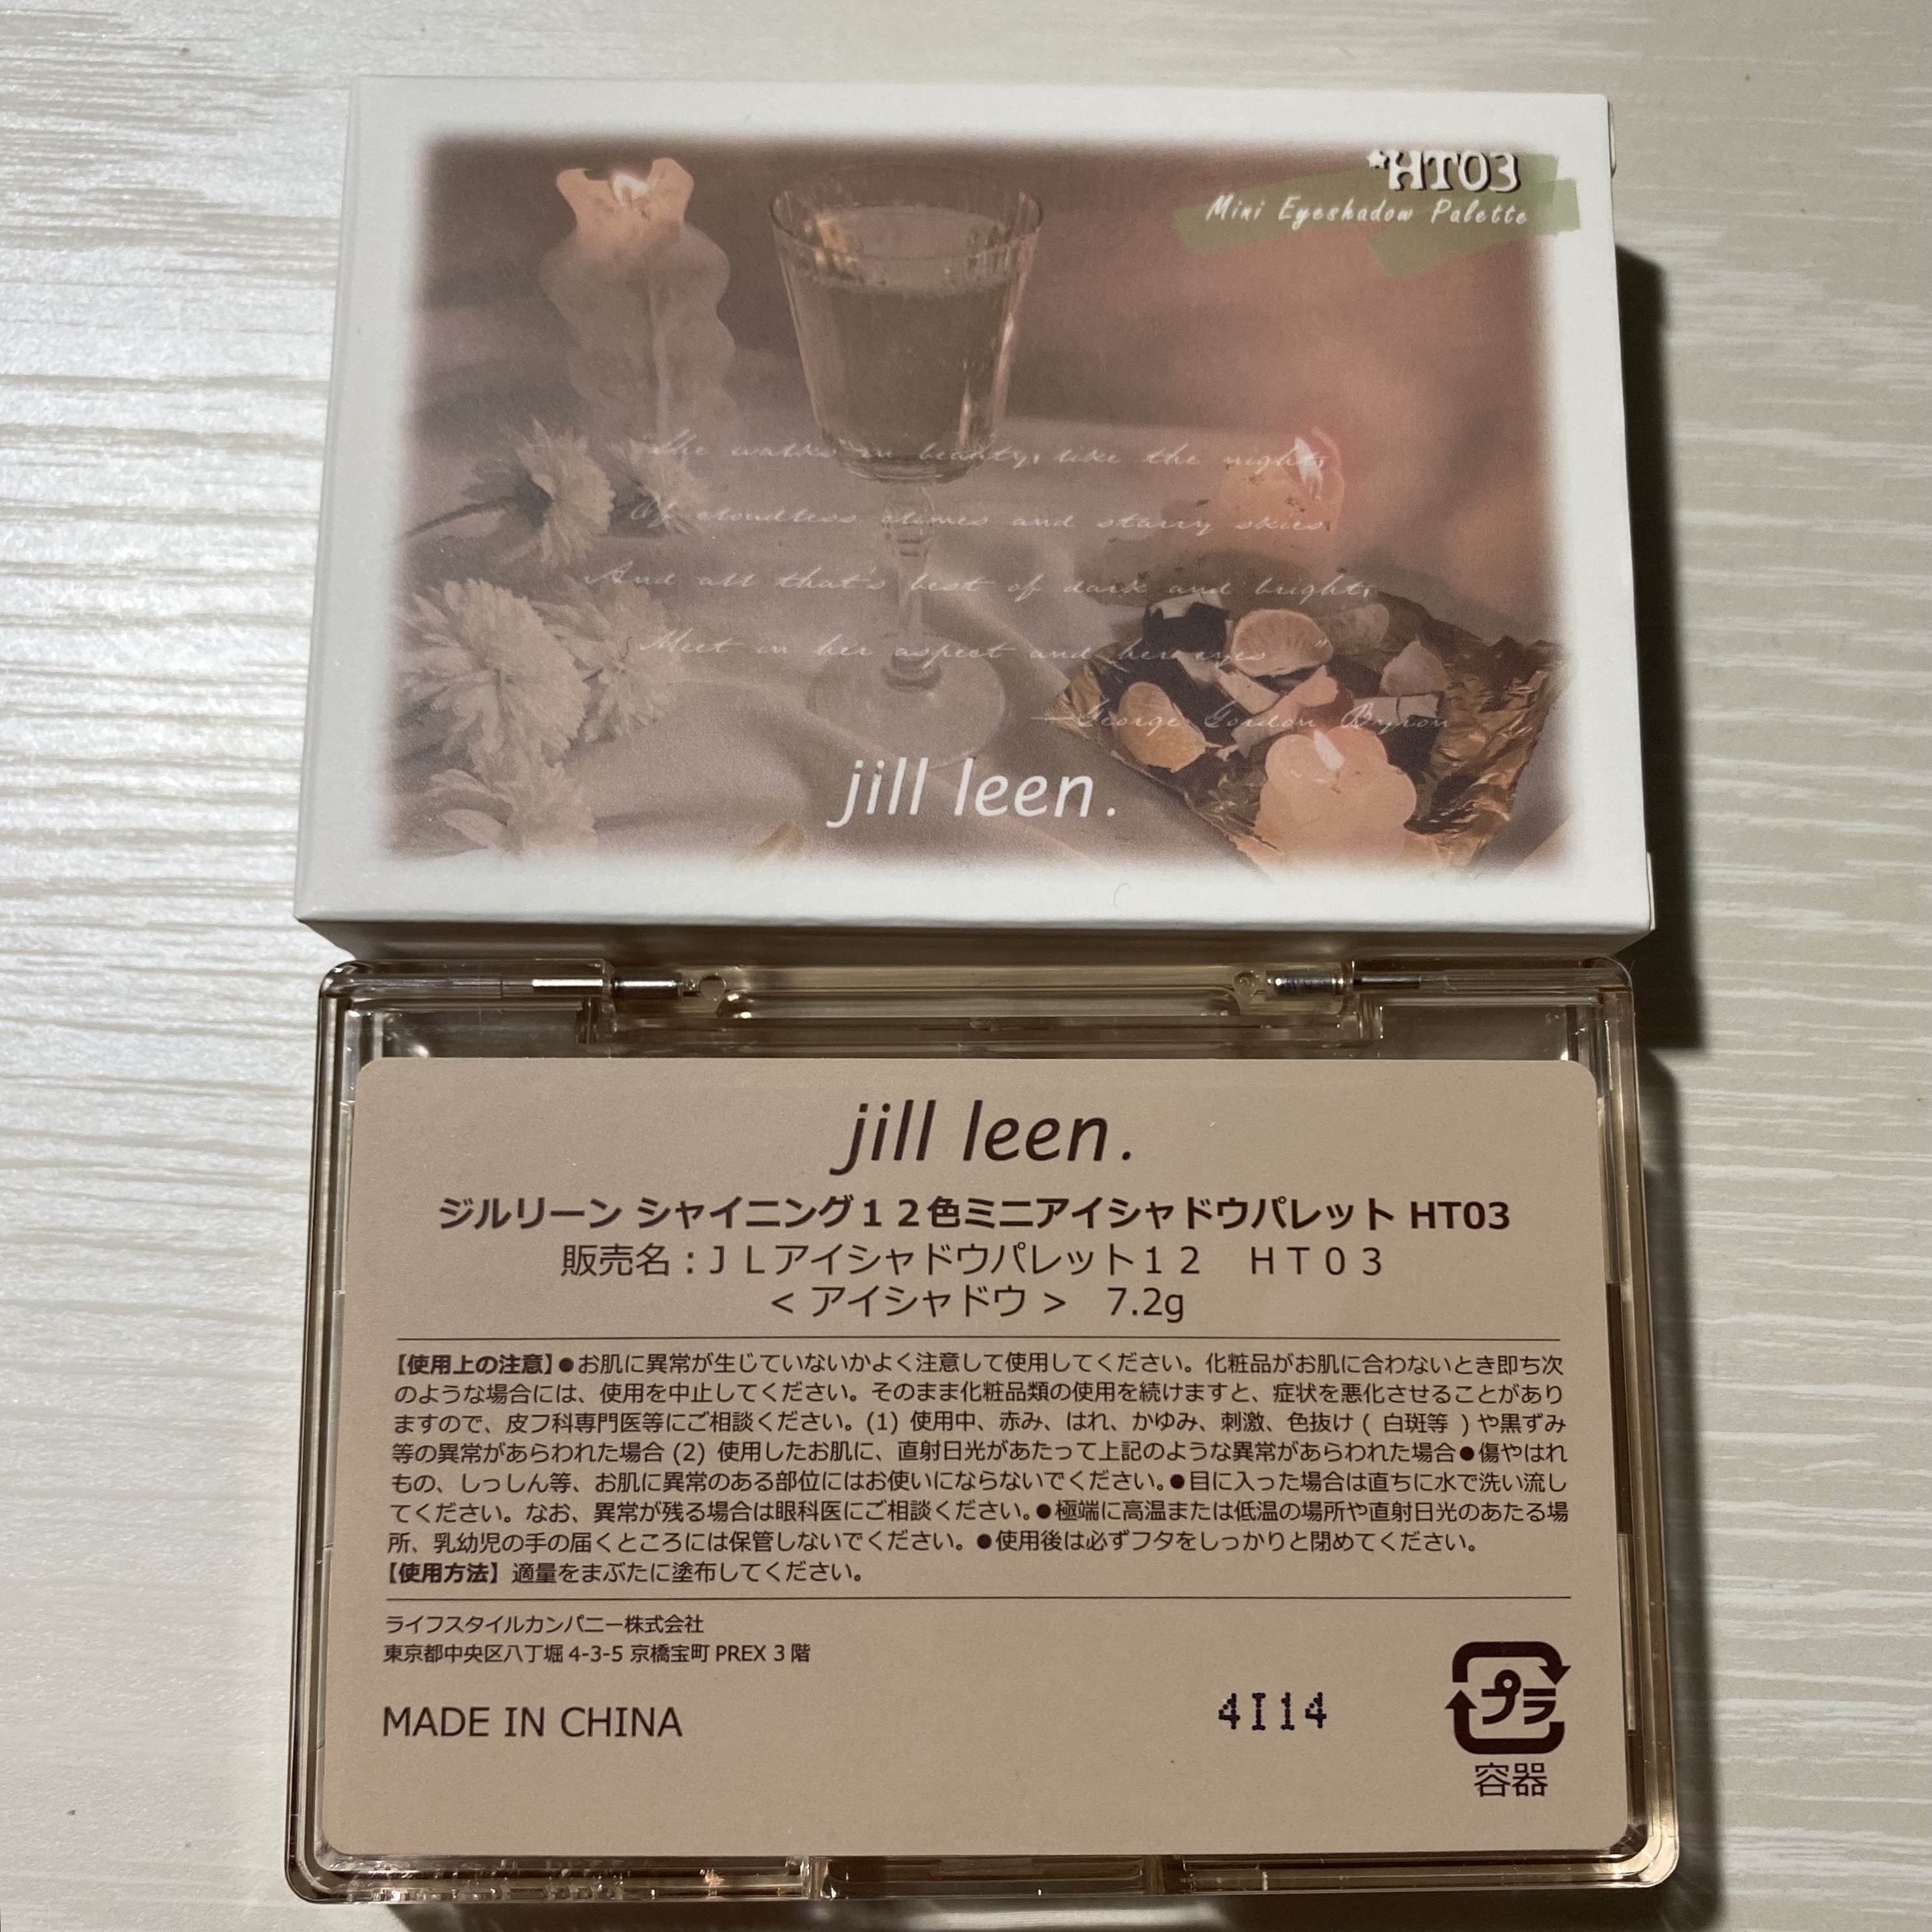 *HT03
Mini Eyeshadow Palette
"She walks in beauty, like the night,
Of cloudless climes and starry skies,
And all that's best of dark and bright,
Meet in her aspect and her eyes"
—George Gordon Byron
jill leen.
jill leen.
ジルリーン シャイニング１２色ミニアイシャドウパレット HT03
販売名：ＪＬアイシャドウパレット１２　ＨＴ０３
< アイシャドウ >　7.2g
【使用上の注意】●お肌に異常が生じていないかよく注意して使用してください。化粧品がお肌に合わないとき即ち次
のような場合には、使用を中止してください。そのまま化粧品類の使用を続けますと、症状を悪化させることがあり
ますので、皮フ科専門医等にご相談ください。(1) 使用中、赤み、はれ、かゆみ、刺激、色抜け ( 白斑等 ) や黒ずみ
等の異常があらわれた場合 (2) 使用したお肌に、直射日光があたって上記のような異常があらわれた場合●傷やはれ
もの、しっしん等、お肌に異常のある部位にはお使いにならないでください。●目に入った場合は直ちに水で洗い流し
てください。なお、異常が残る場合は眼科医にご相談ください。●極端に高温または低温の場所や直射日光のあたる場
所、乳幼児の手の届くところには保管しないでください。●使用後は必ずフタをしっかりと閉めてください。
【使用方法】適量をまぶたに塗布してください。
ライフスタイルカンパニー株式会社
東京都中央区八丁堀 4-3-5 京橋宝町 PREX 3 階
MADE IN CHINA
4I14
プラ
容器